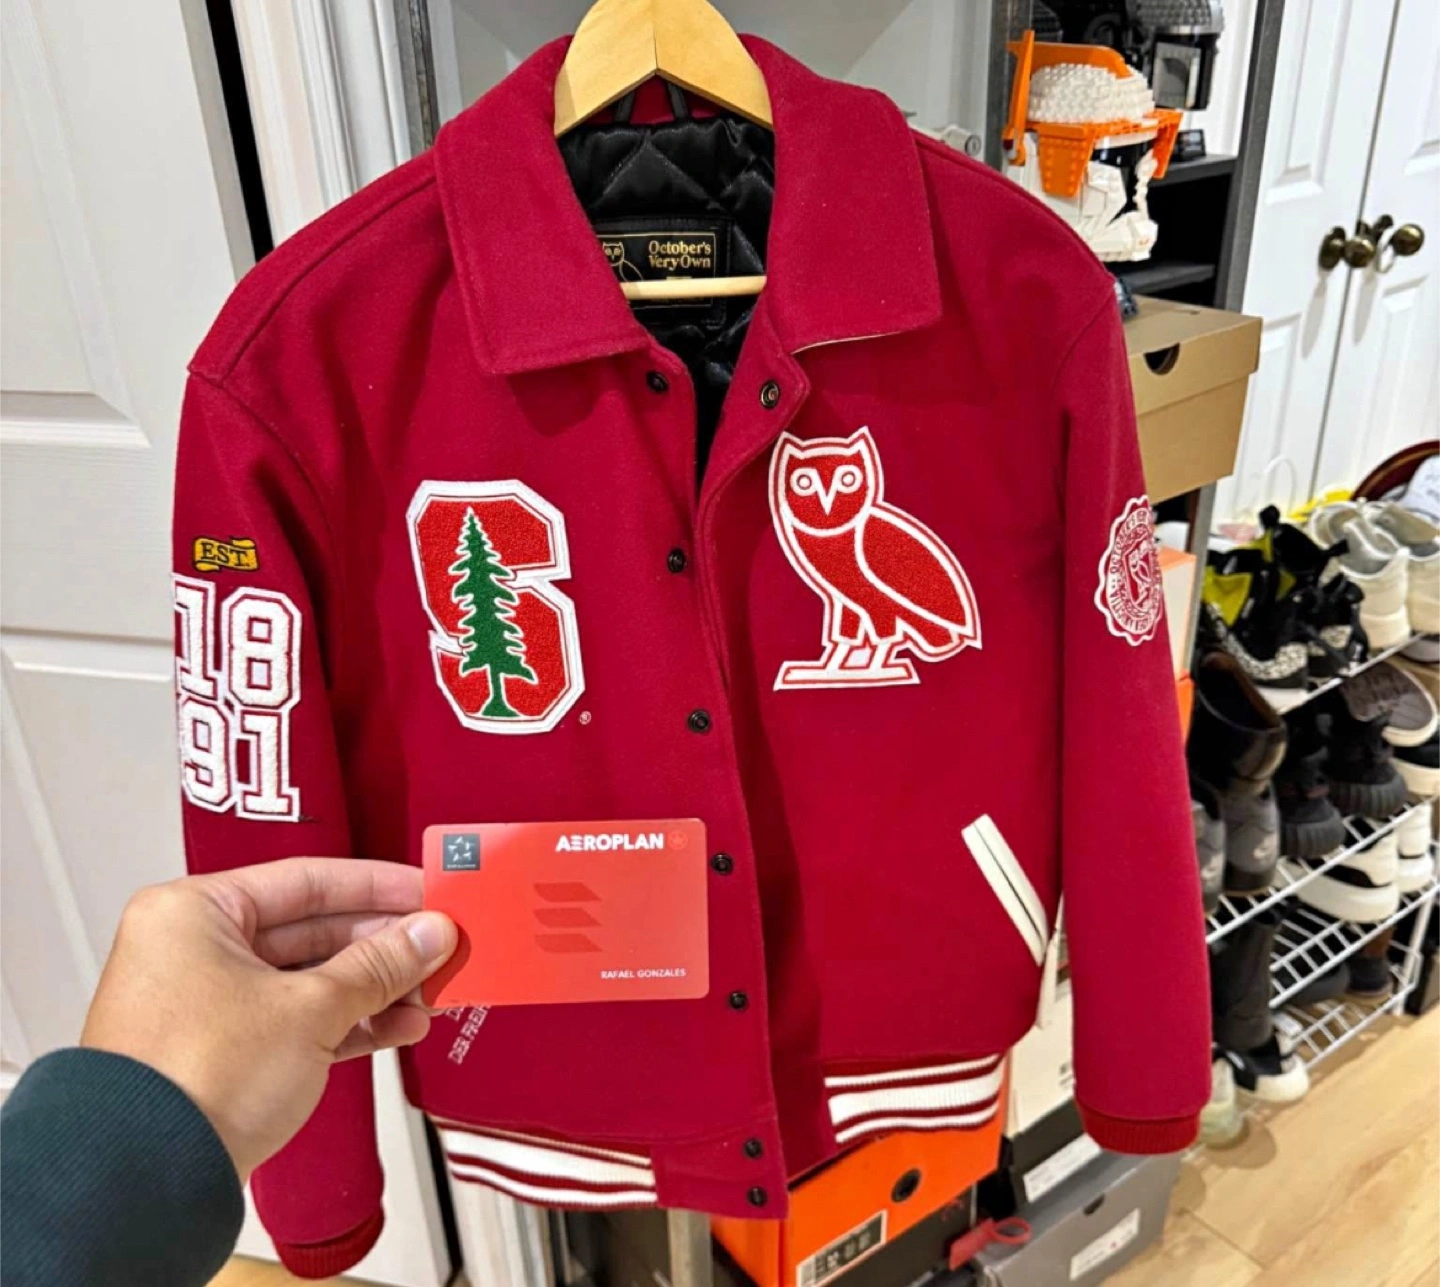 October's
Very Own
EST.
18
91
S
®
AEROPLAN
RAFAEL GONZALES